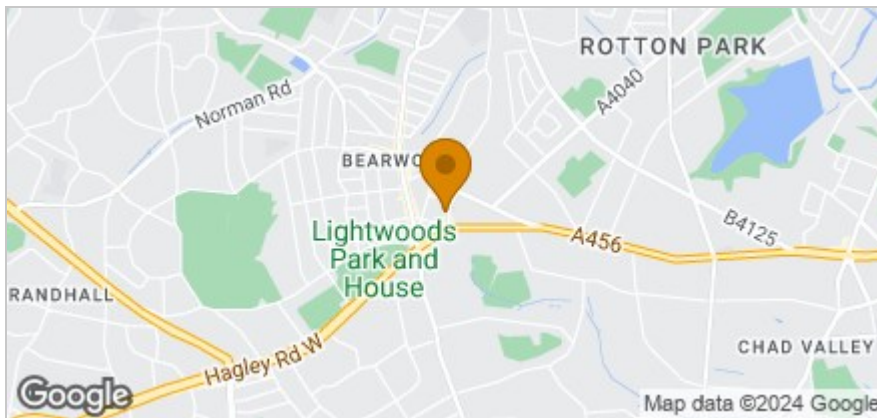 ROTTON PARK
A4040
Norman Rd
BEARWO
Lightwoods
Park and
House
A456
B4125
RANDHALL
Hagley Rd W
CHAD VALLEY
Google
Map data ©2024 Google